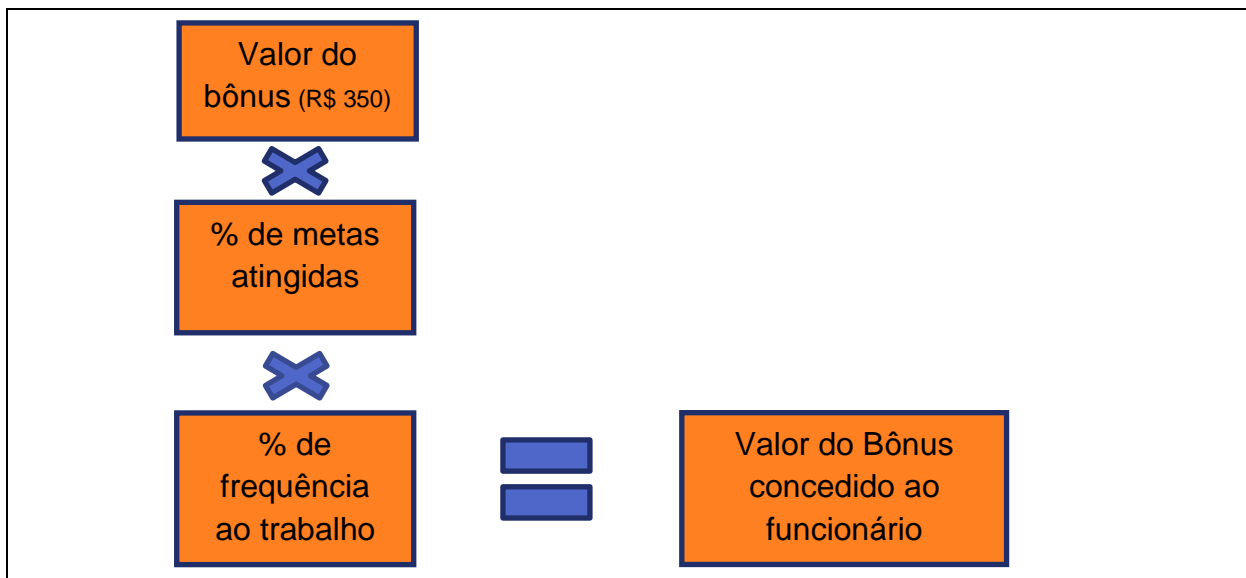 Valor do
bônus (R$ 350)
% de metas
atingidas
% de
frequência
ao trabalho
Valor do Bônus
concedido ao
funcionário